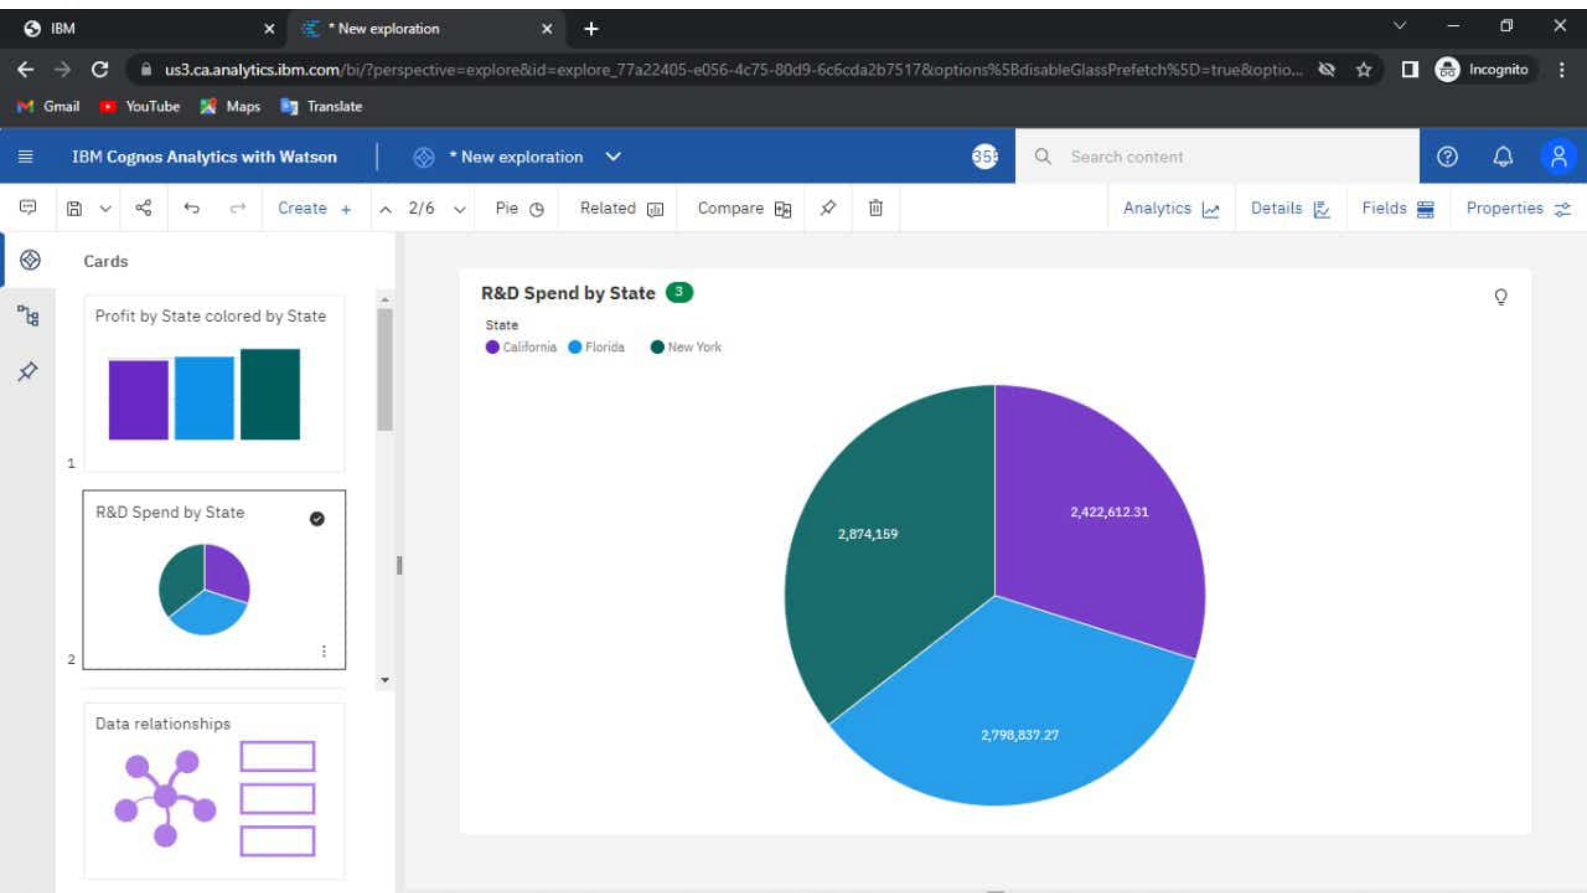 IBM
* New exploration
us3.ca.analytics.ibm.com/bi/?perspective=explore&id=explore_77a22405-e056-4c75-80d9-6c6cda2b7517&options%5BdisableGlassPrefetch%5D=true&optio...
Incognito
Gmail YouTube Maps Translate
IBM Cognos Analytics with Watson
* New exploration
Search content
Create + 2/6 Pie Related Compare Analytics Details Fields Properties
Cards
Profit by State colored by State
1
R&D Spend by State
2
Data relationships
R&D Spend by State 3
State
California Florida New York
2,422,612.31
2,874,159
2,798,837.27